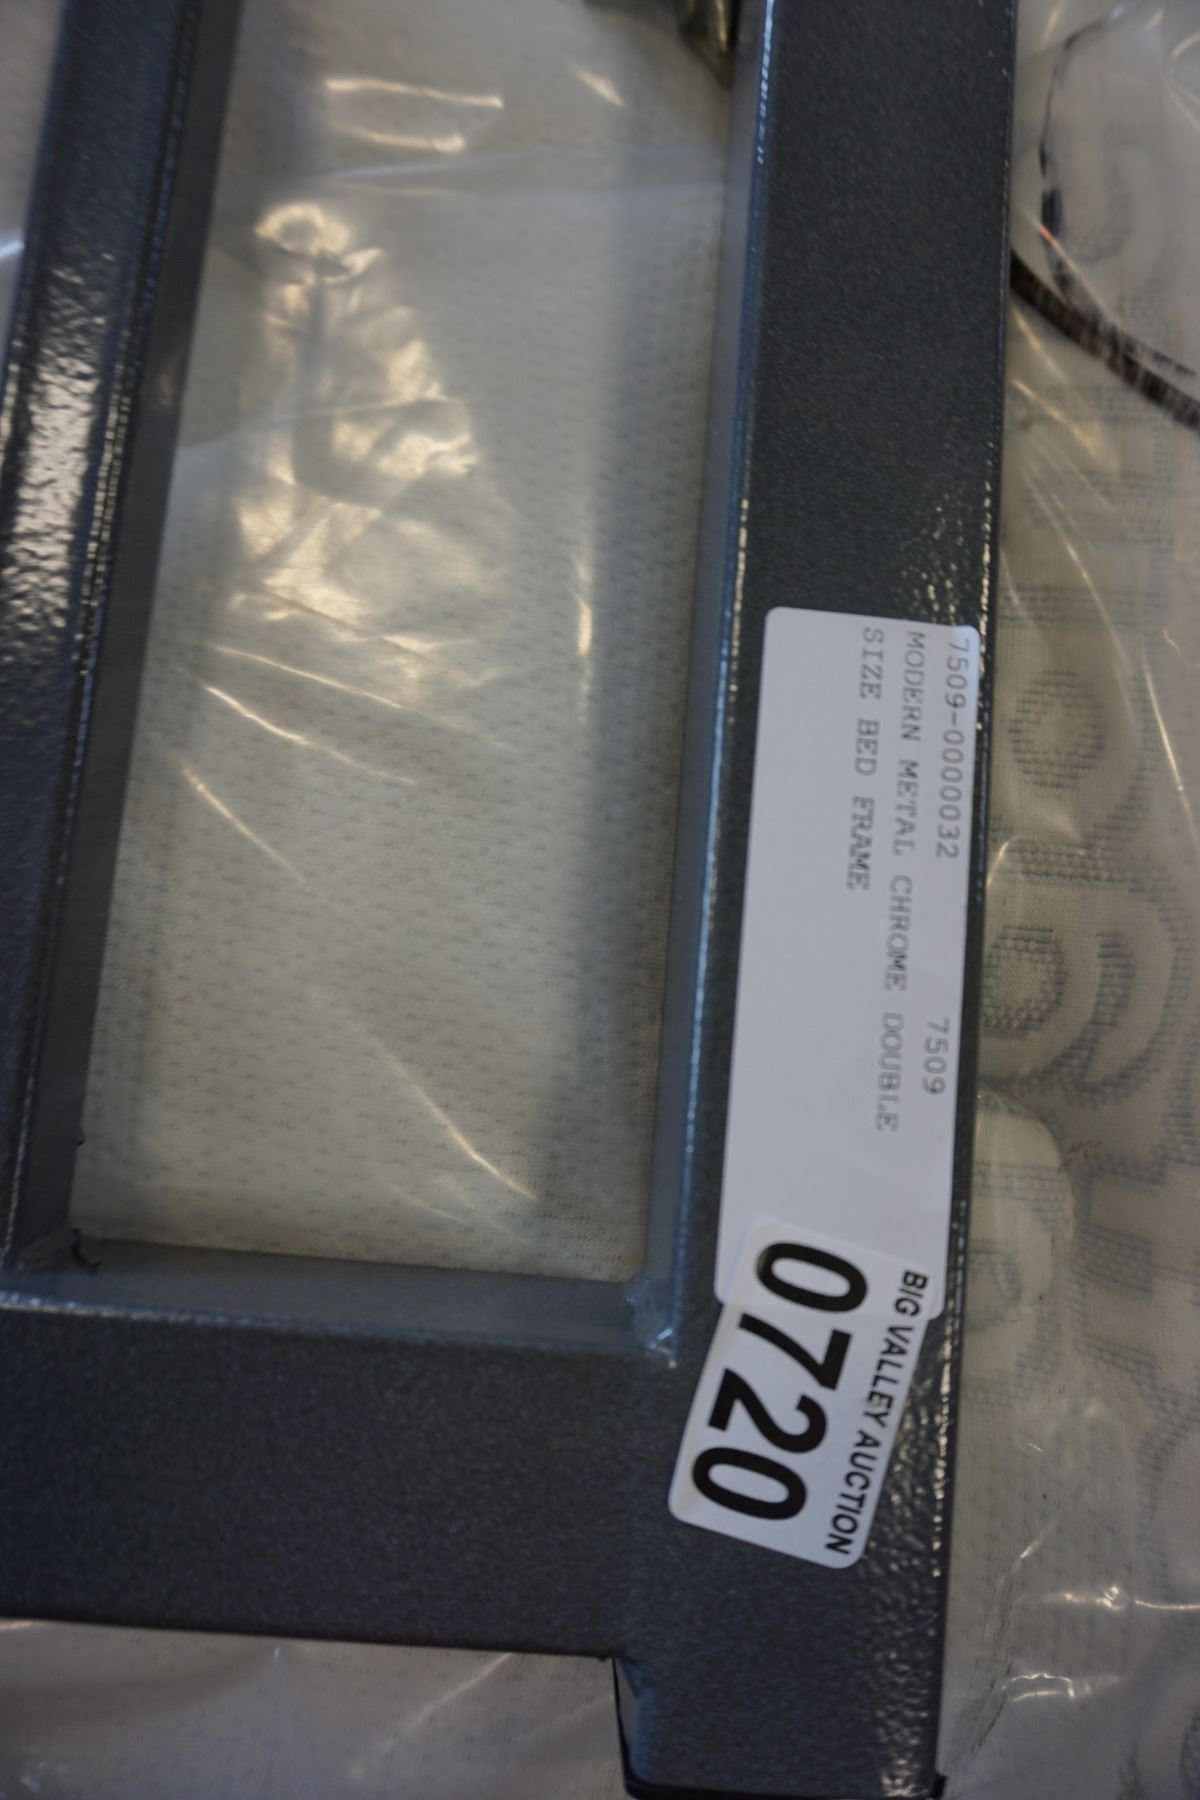 7509-0000032 7509
MODERN METAL CHROME DOUBLE
SIZE BED FRAME
BIG VALLEY AUCTION
0720